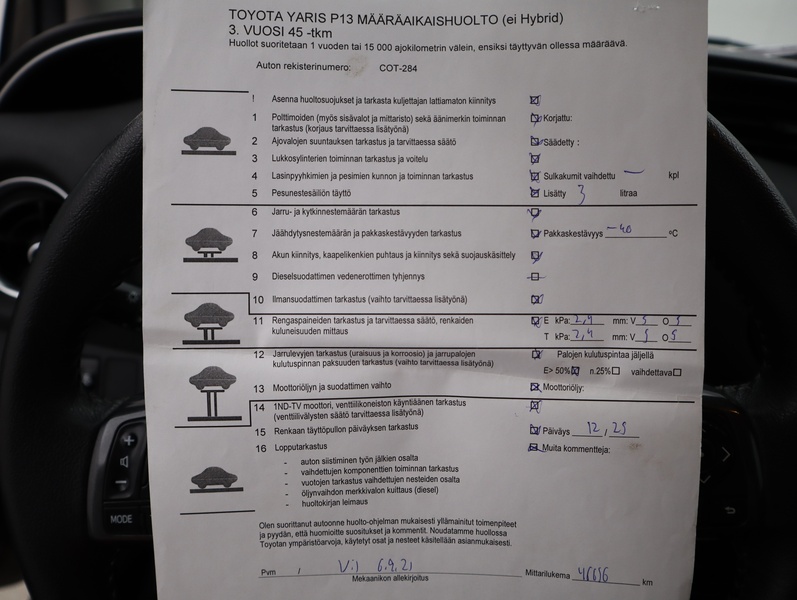 TOYOTA YARIS P13 MÄÄRÄAIKAISHUOLTO (ei Hybrid)
3. VUOSI 45 -tkm
Huollot suoritetaan 1 vuoden tai 15 000 ajokilometrin välein, ensiksi täyttyvän ollessa määräävä.
Auton rekisterinumero: COT-284
! Asenna huoltosuojukset ja tarkasta kuljettajan lattiamaton kiinnitys
1 Polttimoiden (myös sisävalot ja mittaristo) sekä äänimerkin toiminnan Korjattu:
tarkastus (korjaus tarvittaessa lisätyönä)
2 Ajovalojen suuntauksen tarkastus ja tarvittaessa säätö Säädetty :
3 Lukkosylinterien toiminnan tarkastus ja voitelu
4 Lasinpyyhkimien ja pesimien kunnon ja toiminnan tarkastus Sulkakumit vaihdettu — kpl
5 Pesunestesäiliön täyttö Lisätty 3 litraa
6 Jarru- ja kytkinnestemäärän tarkastus
7 Jäähdytysnestemäärän ja pakkaskestävyyden tarkastus Pakkaskestävyys -40 °C
8 Akun kiinnitys, kaapelikenkien puhtaus ja kiinnitys sekä suojauskäsittely
9 Dieselsuodattimen vedenerottimen tyhjennys
10 Ilmansuodattimen tarkastus (vaihto tarvittaessa lisätyönä)
11 Rengaspaineiden tarkastus ja tarvittaessa säätö, renkaiden E kPa: 2,4 mm: V 5 O 5
kuluneisuuden mittaus T kPa: 2,4 mm: V 5 O 5
12 Jarrulevyjen tarkastus (uraisuus ja korroosio) ja jarrupalojen Palojen kulutuspintaa jäljellä
kulutuspinnan paksuuden tarkastus (vaihto tarvittaessa lisätyönä) E> 50% n.25% vaihdettava
13 Moottoriöljyn ja suodattimen vaihto Moottoriöljy:
14 1ND-TV moottori, venttiilikoneiston käyntiäänen tarkastus
(venttiilivälysten säätö tarvittaessa lisätyönä)
15 Renkaan täyttöpullon päiväyksen tarkastus Päiväys 12,25
16 Lopputarkastus Muita kommentteja:
- auton siistiminen työn jälkien osalta
- vaihdettujen komponenttien toiminnan tarkastus
- vuotojen tarkastus vaihdettujen nesteiden osalta
- öljynvaihdon merkkivalon kuittaus (diesel)
- huoltokirjan leimaus
Olen suorittanut autoonne huolto-ohjelman mukaisesti yllämainitut toimenpiteet
ja pyydän, että huomioitte suositukset ja kommentit. Noudatamme huollossa
Toyotan ympäristöarvoja, käytetyt osat ja nesteet käsitellään asianmukaisesti.
Pvm / 6.9.21 Mittarilukema km
Mekaanikon allekirjoitus
MODE